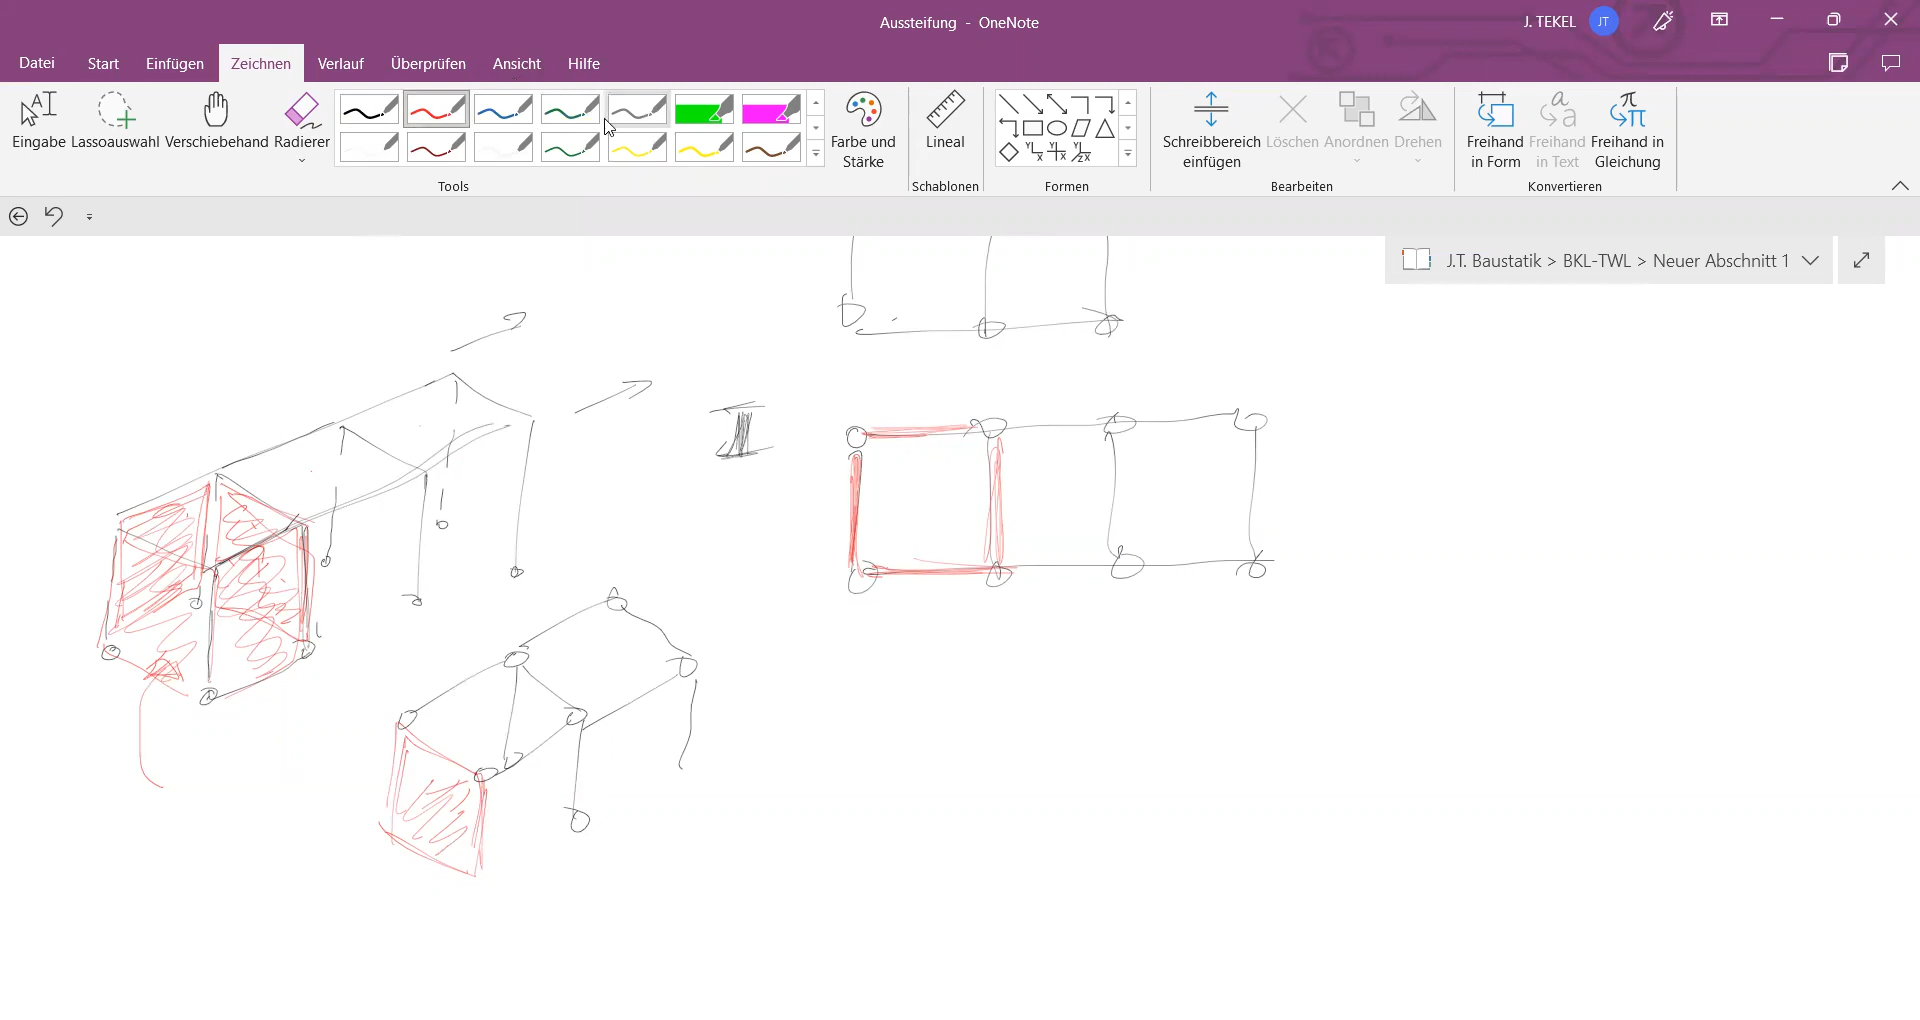 Aussteifung - OneNote
J. TEKEL
JT
Datei
Start
Einfügen
Zeichnen
Verlauf
Überprüfen
Ansicht
Hilfe
Eingabe
Lassoauswahl
Verschiebehand
Radierer
Farbe und
Stärke
Lineal
Schreibbereich
einfügen
Löschen
Anordnen
Drehen
Freihand
in Form
Freihand
in Text
Freihand in
Gleichung
Tools
Schablonen
Formen
Bearbeiten
Konvertieren
J.T. Baustatik > BKL-TWL > Neuer Abschnitt 1